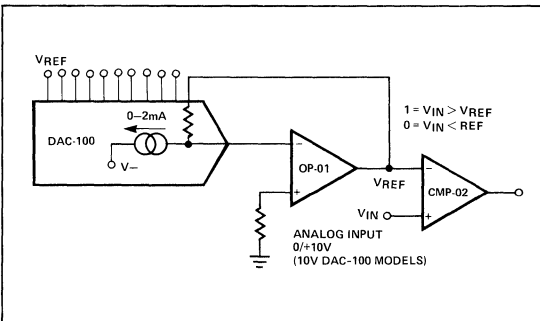 VREF
0–2mA
DAC-100
V–
OP-01
VREF
CMP-02
1 = VIN > VREF
0 = VIN < REF
VIN
ANALOG INPUT
0/+10V
(10V DAC-100 MODELS)